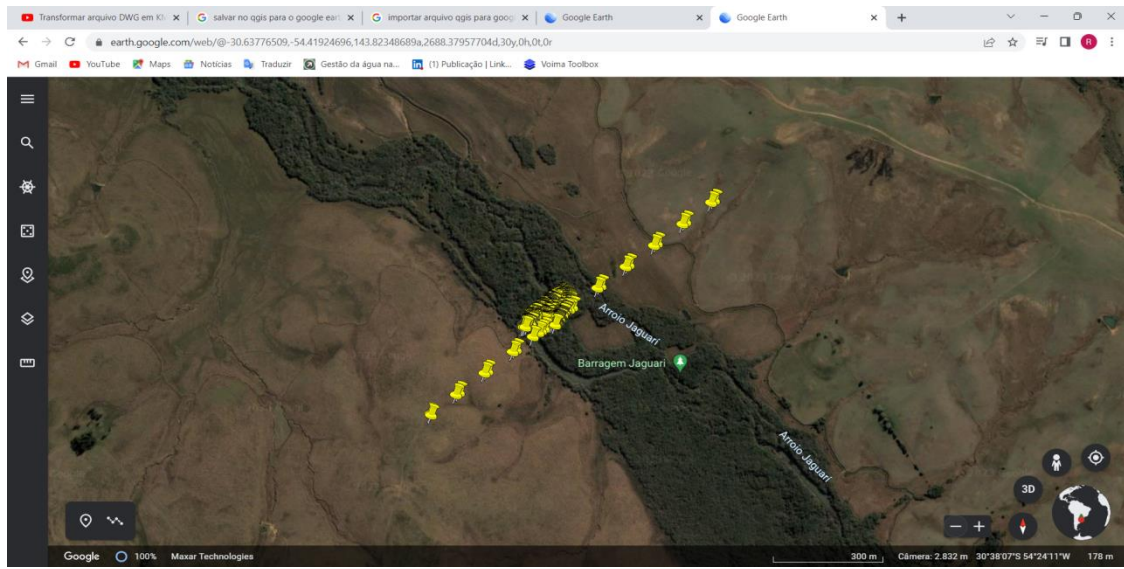 Transformar arquivo DWG em KM
salvar no qgis para o google eart
importar arquivo qgis para goog
Google Earth
Google Earth
earth.google.com/web/@-30.63776509,-54.41924696,143.82348689a,2688.37957704d,30y,0h,0t,0r
R
Gmail
YouTube
Maps
Notícias
Traduzir
Gestão da água na...
(1) Publicação | Link...
Voima Toolbox
Arroio Jaguari
Barragem Jaguari
Arroio Jaguari
3D
Google
100%
Maxar Technologies
300 m
Câmera: 2.832 m
30°38'07"S 54°24'11"W
178 m